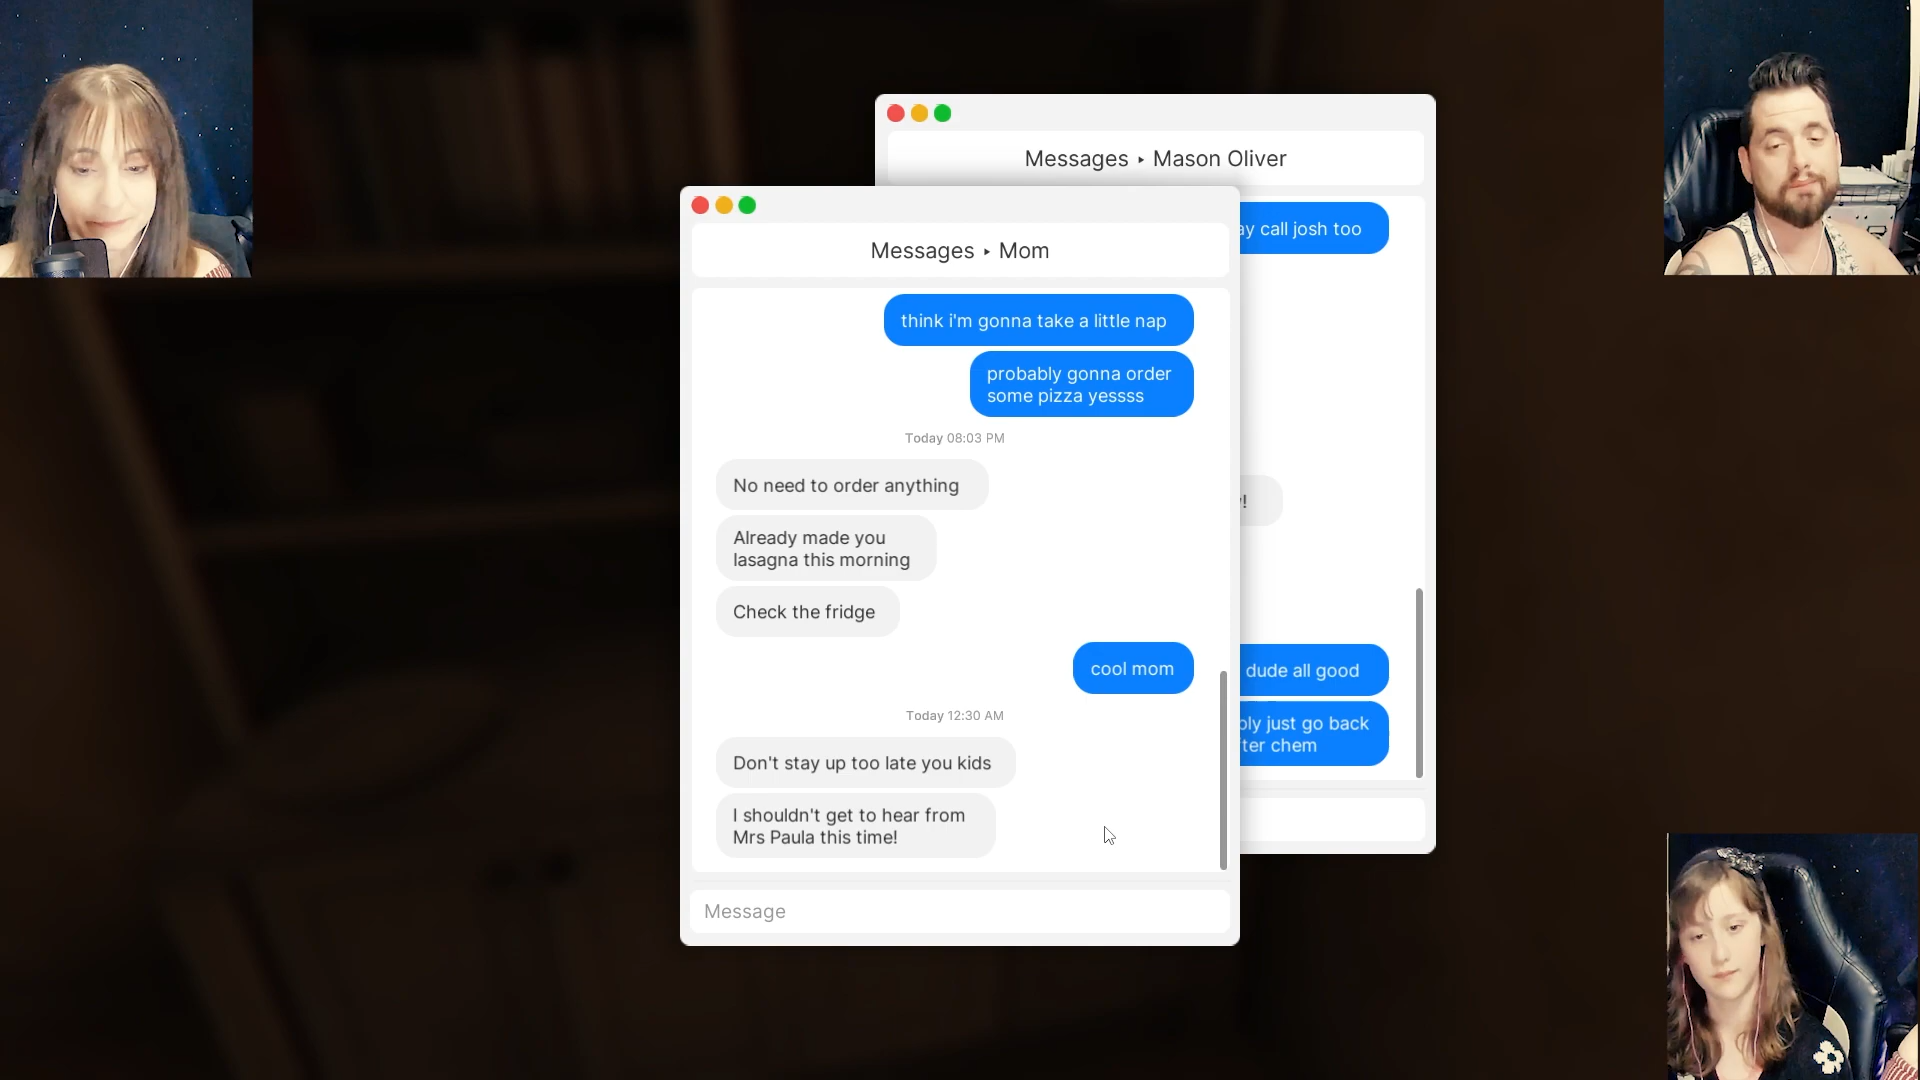 Messages ‣ Mason Oliver
call josh too
Messages ‣ Mom
think i'm gonna take a little nap
probably gonna order
some pizza yessss
Today 08:03 PM
No need to order anything
Already made you
lasagna this morning
Check the fridge
cool mom
dude all good
Today 12:30 AM
just go back
chem
Don't stay up too late you kids
I shouldn't get to hear from
Mrs Paula this time!
Message